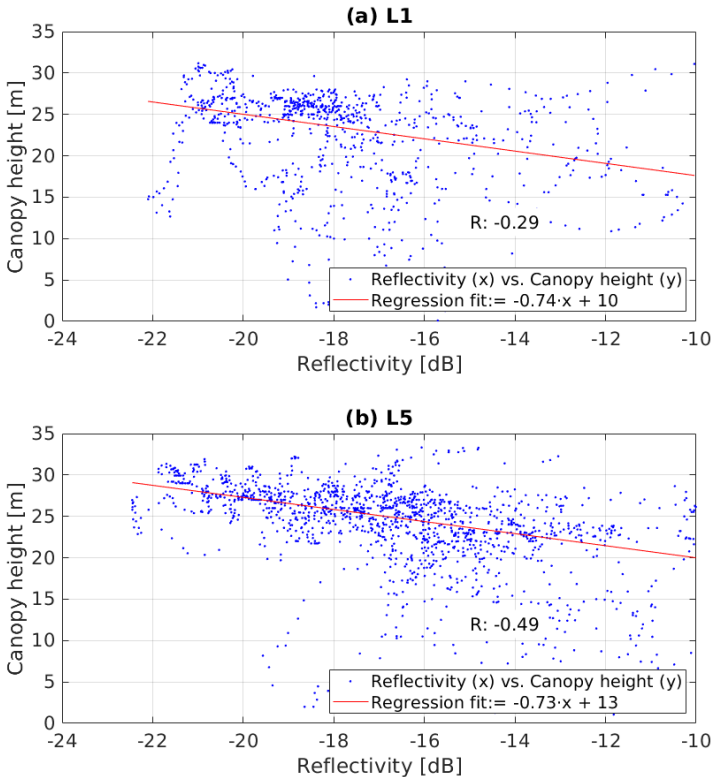 (a) L1
35
30
25
20
15
10
5
0
Canopy height [m]
R: -0.29
Reflectivity (x) vs. Canopy height (y)
Regression fit:= -0.74·x + 10
-24 -22 -20 -18 -16 -14 -12 -10
Reflectivity [dB]
(b) L5
35
30
25
20
15
10
5
0
Canopy height [m]
R: -0.49
Reflectivity (x) vs. Canopy height (y)
Regression fit:= -0.73·x + 13
-24 -22 -20 -18 -16 -14 -12 -10
Reflectivity [dB]